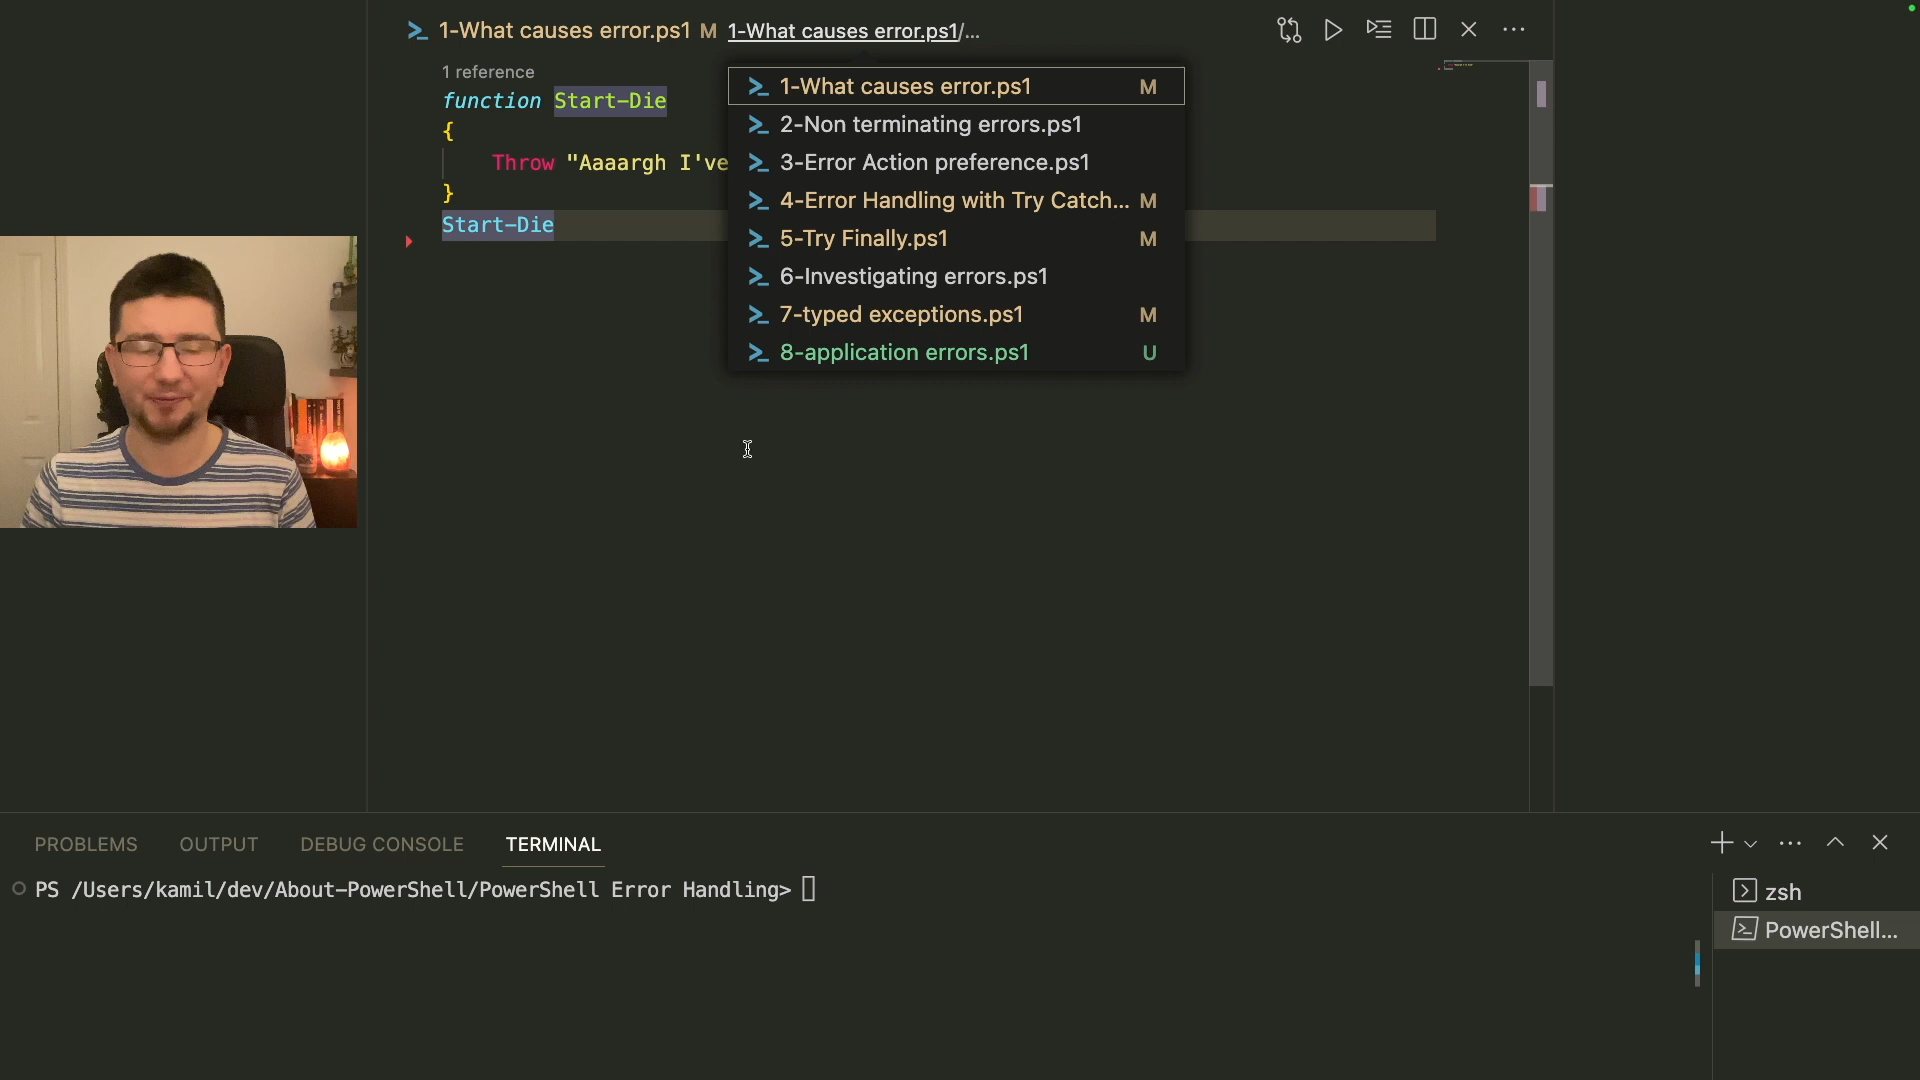 1-What causes error.ps1 M 1-What causes error.ps1/...
1 reference
function Start-Die
{
Throw "Aaaargh I've
}
Start-Die
1-What causes error.ps1 M
2-Non terminating errors.ps1
3-Error Action preference.ps1
4-Error Handling with Try Catch... M
5-Try Finally.ps1 M
6-Investigating errors.ps1
7-typed exceptions.ps1 M
8-application errors.ps1 U
PROBLEMS OUTPUT DEBUG CONSOLE TERMINAL
PS /Users/kamil/dev/About-PowerShell/PowerShell Error Handling>
zsh
PowerShell...